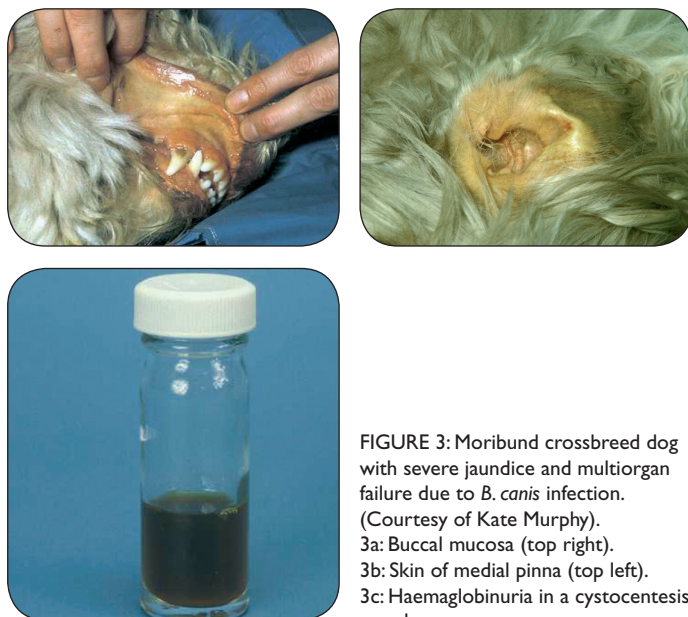 FIGURE 3: Moribund crossbreed dog
with severe jaundice and multiorgan
failure due to B. canis infection.
(Courtesy of Kate Murphy).
3a: Buccal mucosa (top right).
3b: Skin of medial pinna (top left).
3c: Haemaglobinuria in a cystocentesis